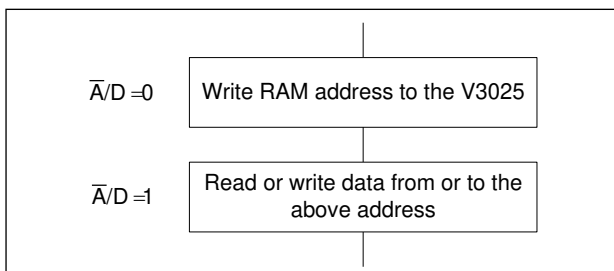 A̅/D =0
Write RAM address to the V3025
A̅/D =1
Read or write data from or to the
above address